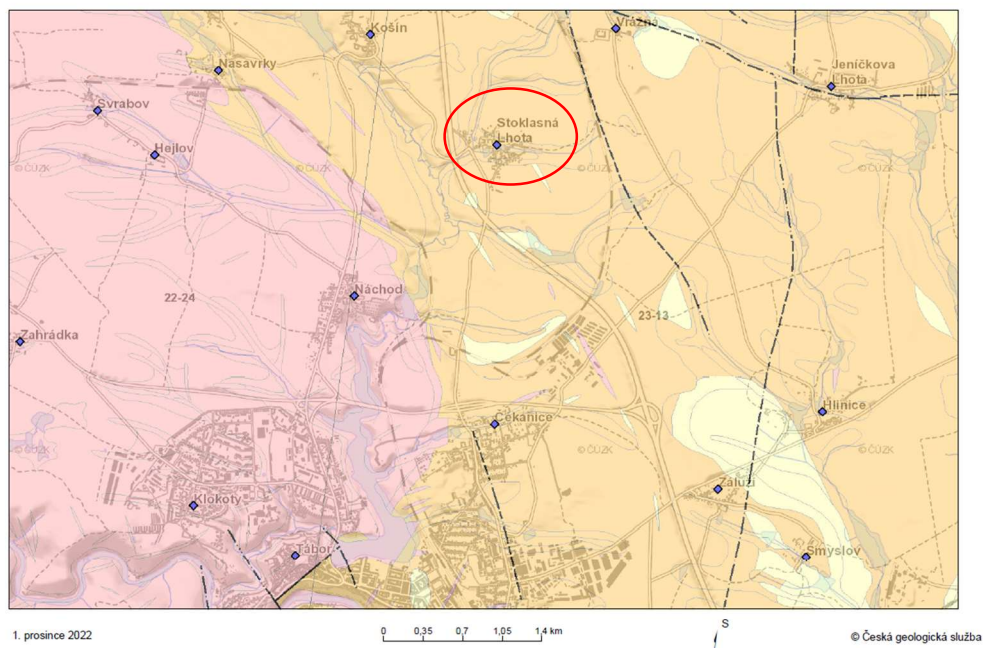 Košín
Vrážná
Nasavrky
Jeníčkova
Lhota
Svrabov
Stoklasná
Lhota
Hejlov
© ČÚZK
© ČÚZK
© ČÚZK
Náchod
22-24
23-13
Zahrádka
Hlinice
Čekanice
© ČÚZK
© ČÚZK
© ČÚZK
Záluží
Klokoty
Tábor
Smyslov
S
1. prosince 2022
0 0,35 0,7 1,05 1,4 km
© Česká geologická služba